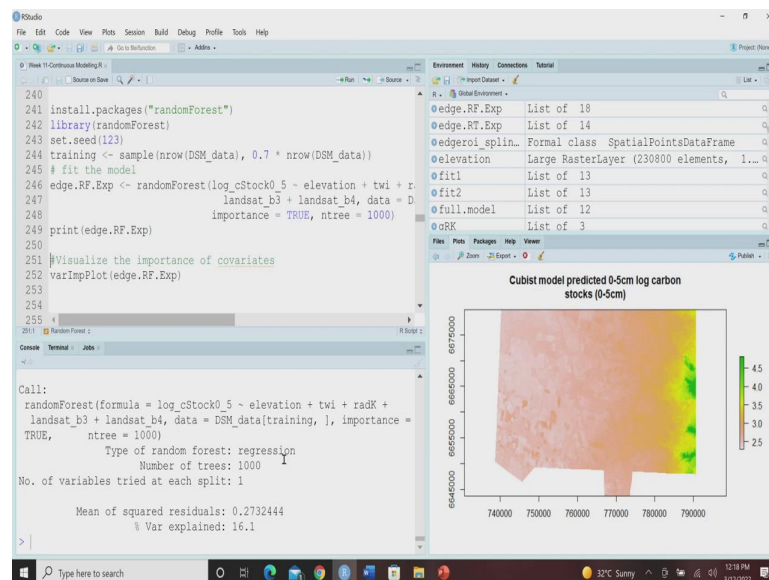 RStudio
File Edit Code View Plots Session Build Debug Profile Tools Help
Go to file/function
Addins
Project: (None
Week 11-Continuous Modelling.R
Source on Save
Run
Source
240
241 install.packages("randomForest")
242 library(randomForest)
243 set.seed(123)
244 training <- sample(nrow(DSM_data), 0.7 * nrow(DSM_data))
245 # fit the model
246 edge.RF.Exp <- randomForest(log_cStock0_5 ~ elevation + twi + r
247 landsat_b3 + landsat_b4, data = D
248 importance = TRUE, ntree = 1000)
249 print(edge.RF.Exp)
250
251 #Visualize the importance of covariates
252 varImpPlot(edge.RF.Exp)
253
254
255
251:1 Random Forest
R Script
Console Terminal Jobs
Call:
randomForest(formula = log_cStock0_5 ~ elevation + twi + radK +
landsat_b3 + landsat_b4, data = DSM_data[training, ], importance =
TRUE, ntree = 1000)
Type of random forest: regression
Number of trees: 1000
No. of variables tried at each split: 1
Mean of squared residuals: 0.2732444
% Var explained: 16.1
>
Environment History Connections Tutorial
Import Dataset
List
R Global Environment
edge.RF.Exp List of 18
edge.RT.Exp List of 14
edgeroi_splin… Formal class SpatialPointsDataFrame
elevation Large RasterLayer (230800 elements, 1.…
fit1 List of 13
fit2 List of 13
full.model List of 12
gRK List of 3
Files Plots Packages Help Viewer
Zoom Export
Publish
Cubist model predicted 0-5cm log carbon
stocks (0-5cm)
6675000
6665000
6655000
6645000
4.5
4.0
3.5
3.0
2.5
740000 750000 760000 770000 780000 790000
Type here to search
32°C Sunny
12:18 PM